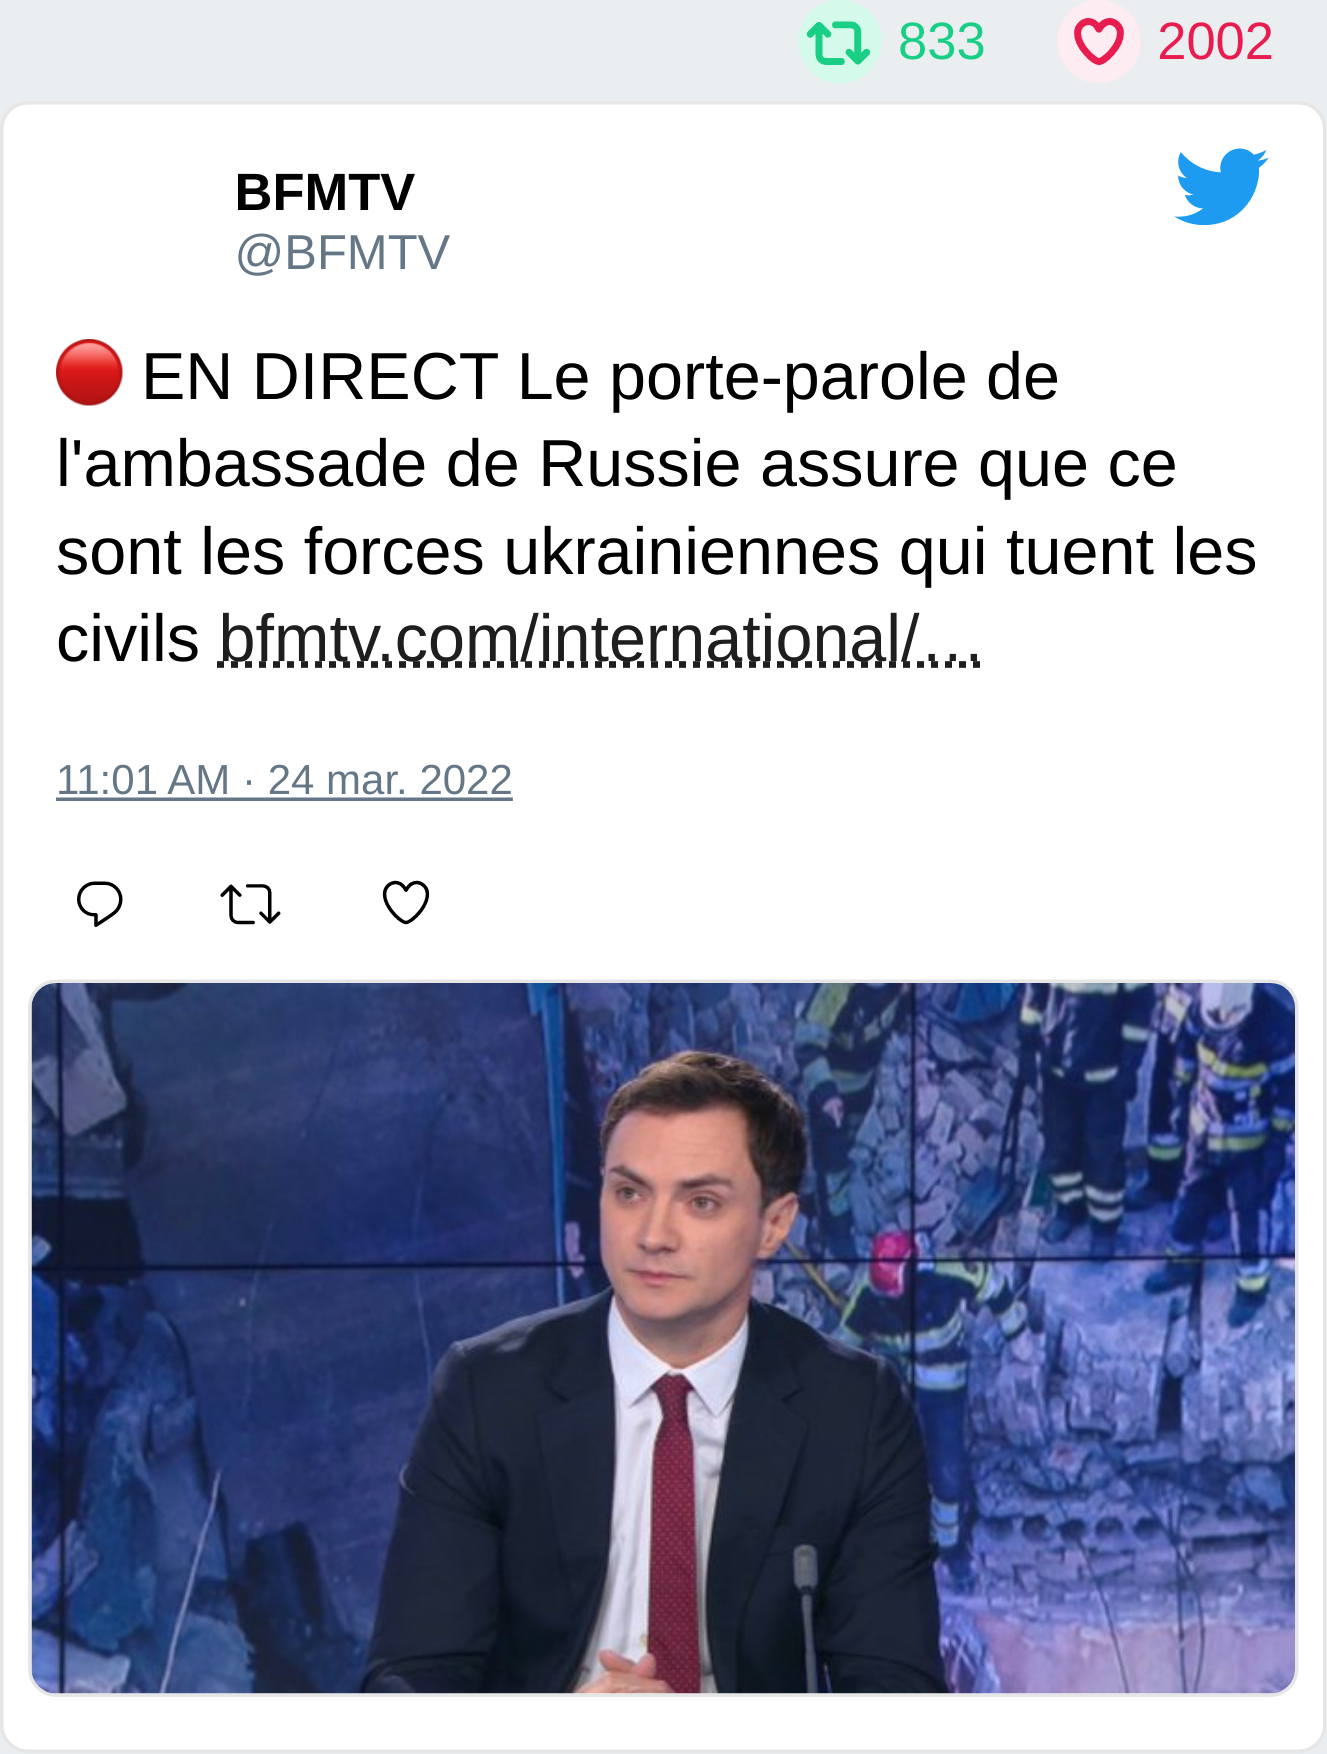 833 2002
BFMTV
@BFMTV
🔴 EN DIRECT Le porte-parole de
l'ambassade de Russie assure que ce
sont les forces ukrainiennes qui tuent les
civils bfmtv.com/international/…
11:01 AM · 24 mar. 2022